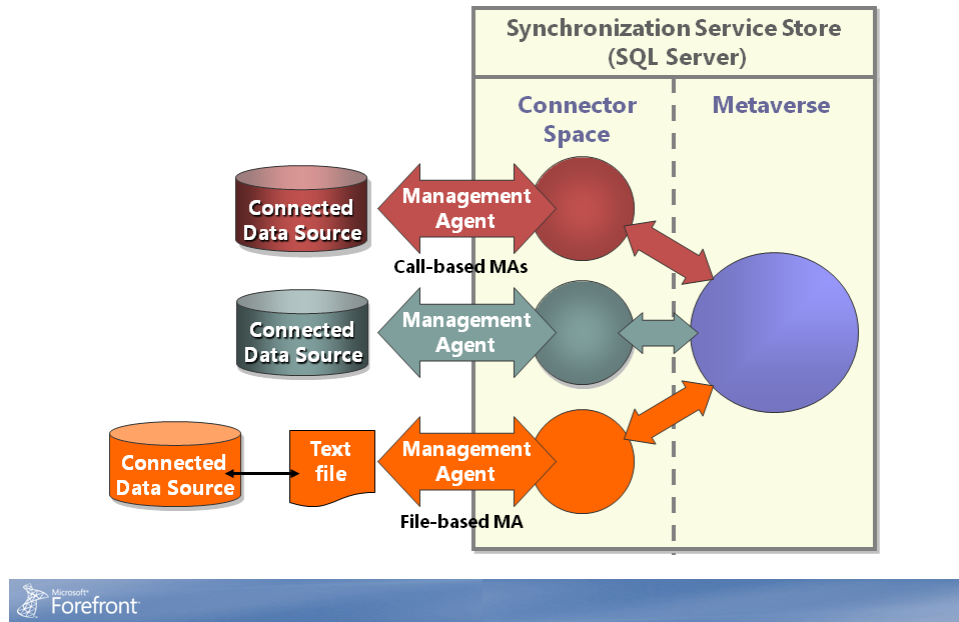 Synchronization Service Store
(SQL Server)
Connector
Space
Metaverse
Connected
Data Source
Management
Agent
Call-based MAs
Connected
Data Source
Management
Agent
Connected
Data Source
Text
file
Management
Agent
File-based MA
Microsoft®
Forefront™